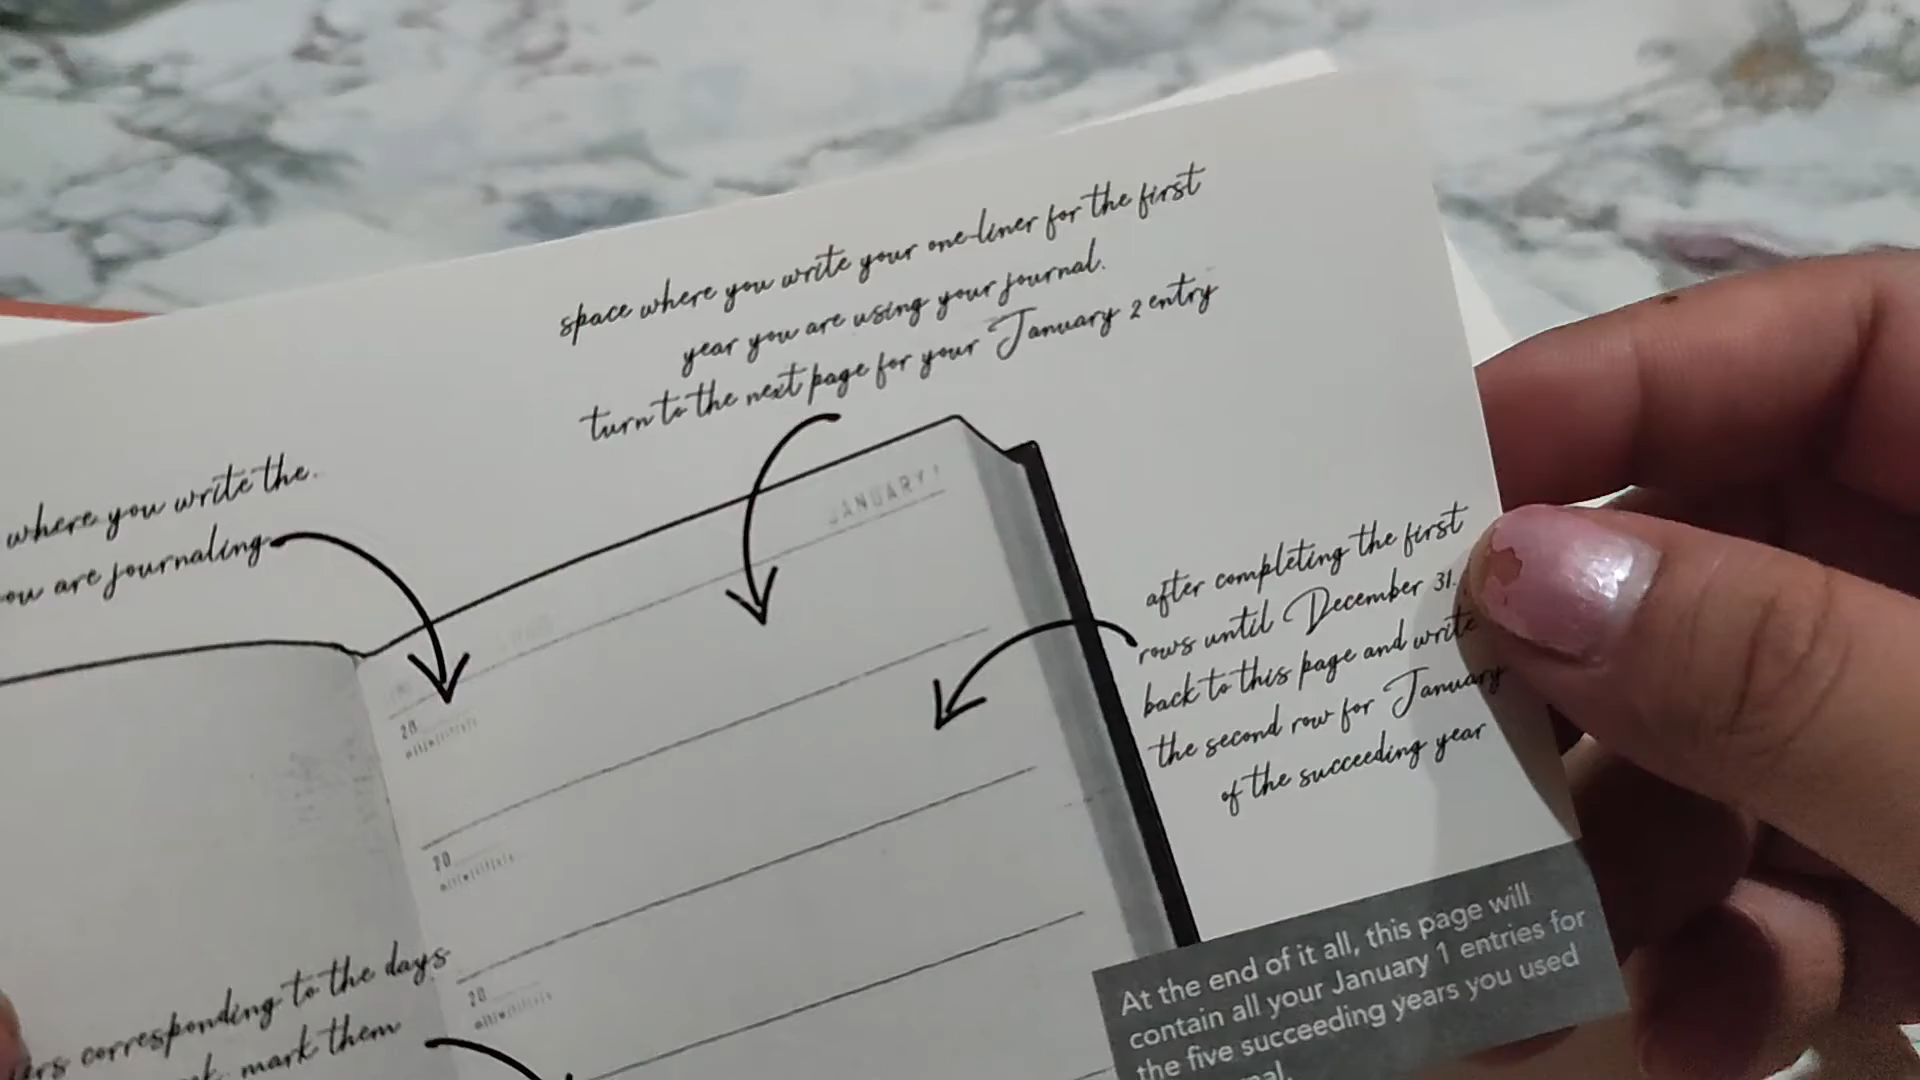 space where you write your one-liner for the first
year you are using your journal.
turn to the next page for your January 2 entry
where you write the.
you are journaling
JANUARY 1
20
20
20
after completing the first
rows until December 31.
back to this page and write
the second row for January
of the succeeding year
corresponding to the days
mark them
At the end of it all, this page will
contain all your January 1 entries for
the five succeeding years you used